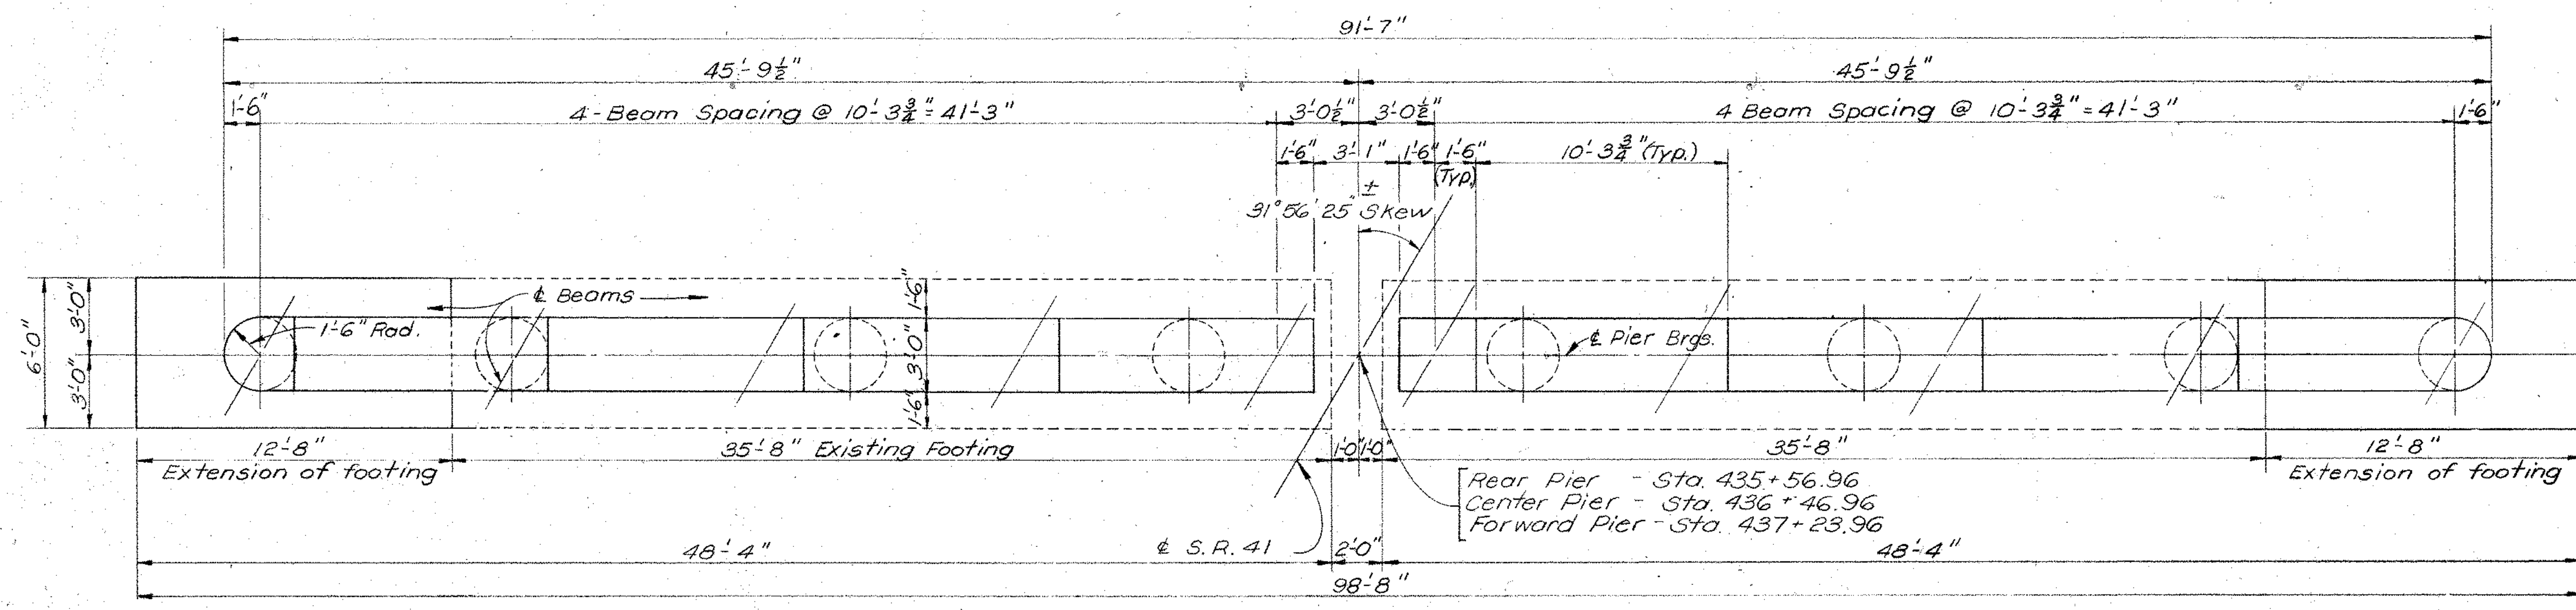 91'-7"
45'-9½" 45'-9½"
1'-6" 4-Beam Spacing @ 10'-3¾" = 41'-3" 3'-0½" 3'-0½" 4 Beam Spacing @ 10'-3¾" = 41'-3" 1'-6"
1'-6" 3'-1" 1'-6" 1'-6" 10'-3¾" (Typ.)
(Typ.)
±
31°56'25" Skew
℄ Beams
1'-6" Rad.
℄ Pier Brgs.
6'-0"
3'-0"
3'-0"
1'-6"
3'-0"
1'-6"
12'-8" 35'-8" Existing Footing 1'-0" 1'-0" 35'-8" 12'-8"
Extension of footing Extension of footing
Rear Pier - Sta. 435+56.96
Center Pier - Sta. 436+46.96
Forward Pier - Sta. 437+23.96
48'-4" ℄ S.R. 41 2'-0" 48'-4"
98'-8"